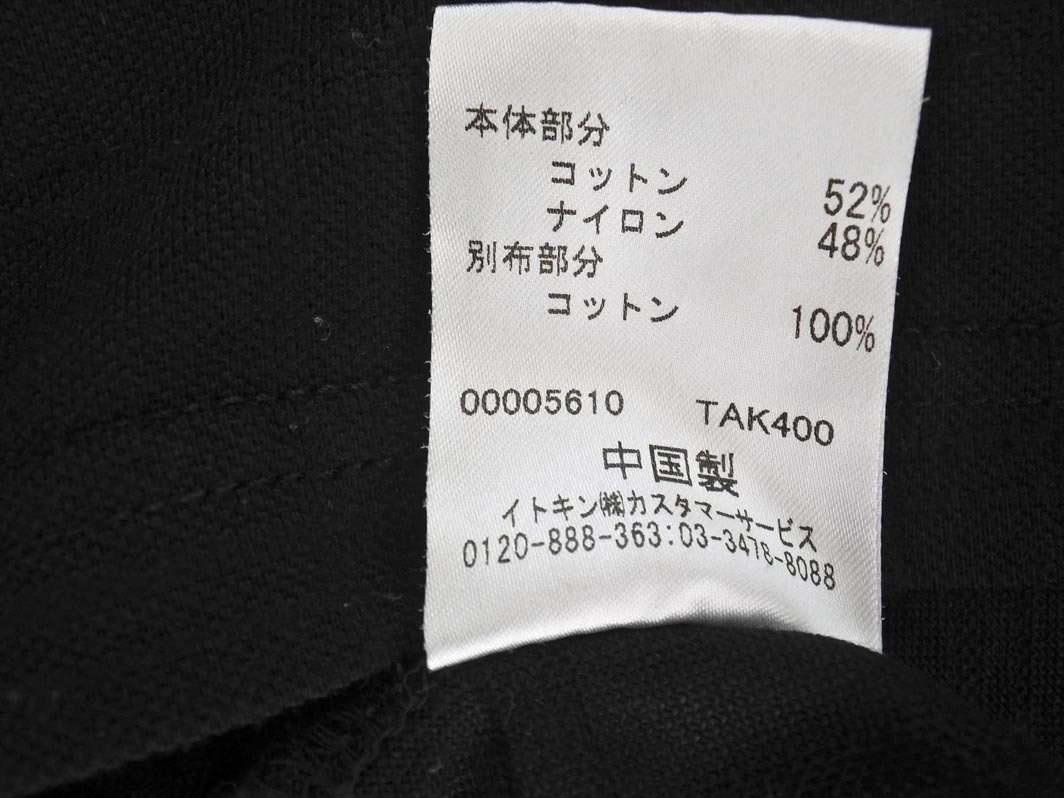 本体部分
コットン 52%
ナイロン 48%
別布部分
コットン 100%
00005610 TAK400
中国製
イトキン㈱カスタマーサービス
0120-888-363:03-3478-8088